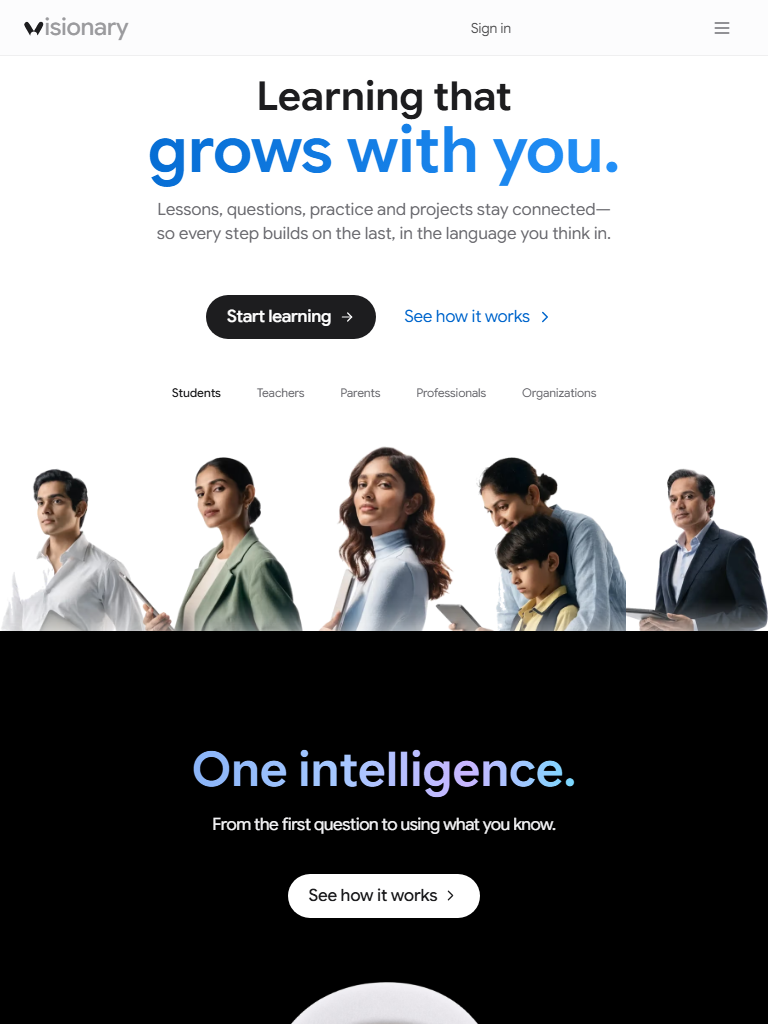 Visionary
Sign in
Learning that
grows with you.
Lessons, questions, practice and projects stay connected—
so every step builds on the last, in the language you think in.
Start learning
See how it works
Students Teachers Parents Professionals Organizations
One intelligence.
From the first question to using what you know.
See how it works